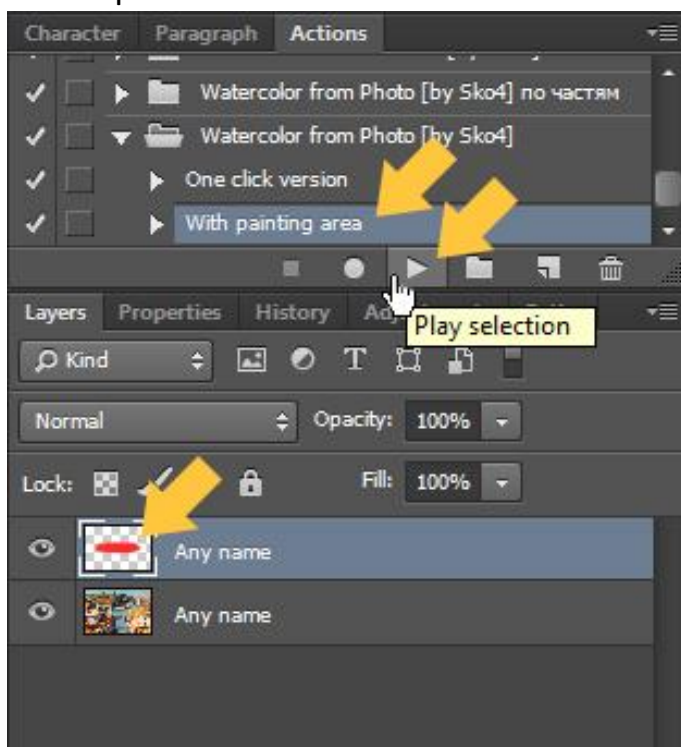 Character Paragraph Actions
Watercolor from Photo [by Sko4] по частям
Watercolor from Photo [by Sko4]
One click version
With painting area
Play selection
Layers Properties History
Kind
Normal Opacity: 100%
Lock: Fill: 100%
Any name
Any name